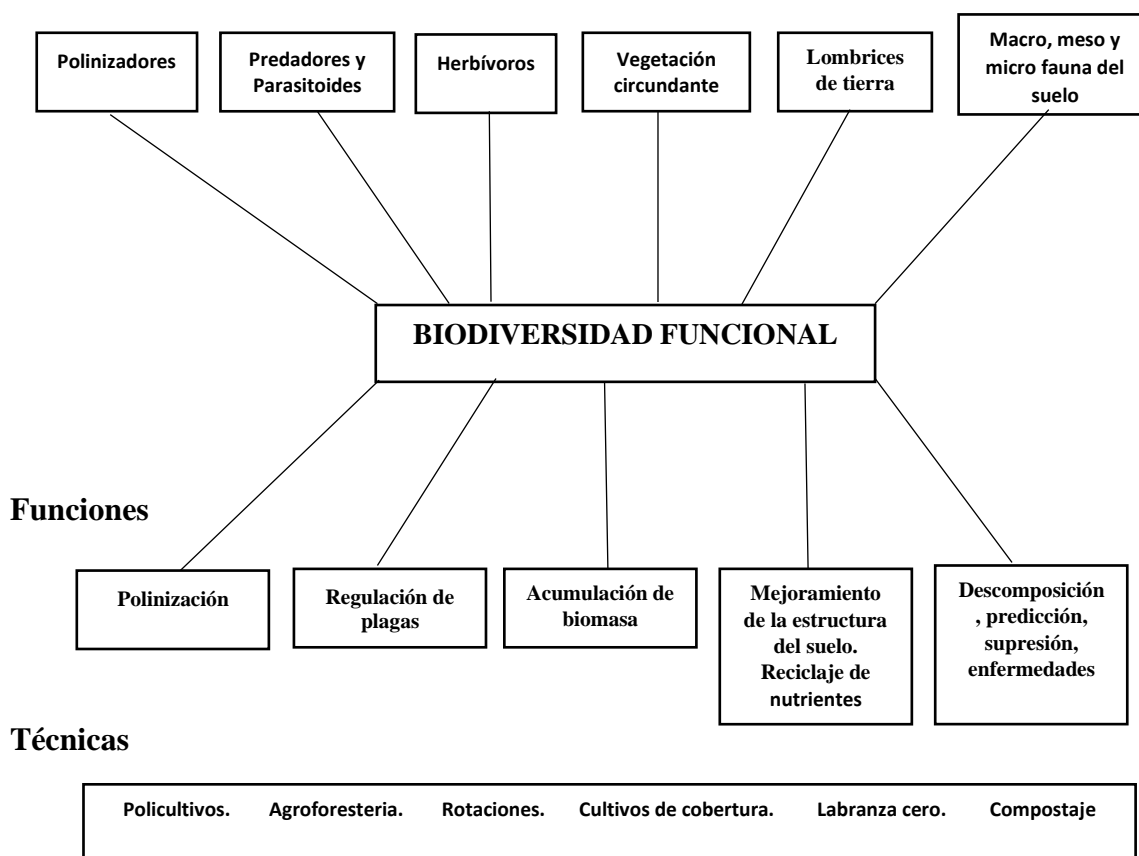 Polinizadores
Predadores y
Parasitoides
Herbívoros
Vegetación
circundante
Lombrices
de tierra
Macro, meso y
micro fauna del
suelo
BIODIVERSIDAD FUNCIONAL
Funciones
Polinización
Regulación de
plagas
Acumulación de
biomasa
Mejoramiento
de la estructura
del suelo.
Reciclaje de
nutrientes
Descomposición
, predicción,
supresión,
enfermedades
Técnicas
Policultivos. Agroforesteria. Rotaciones. Cultivos de cobertura. Labranza cero. Compostaje